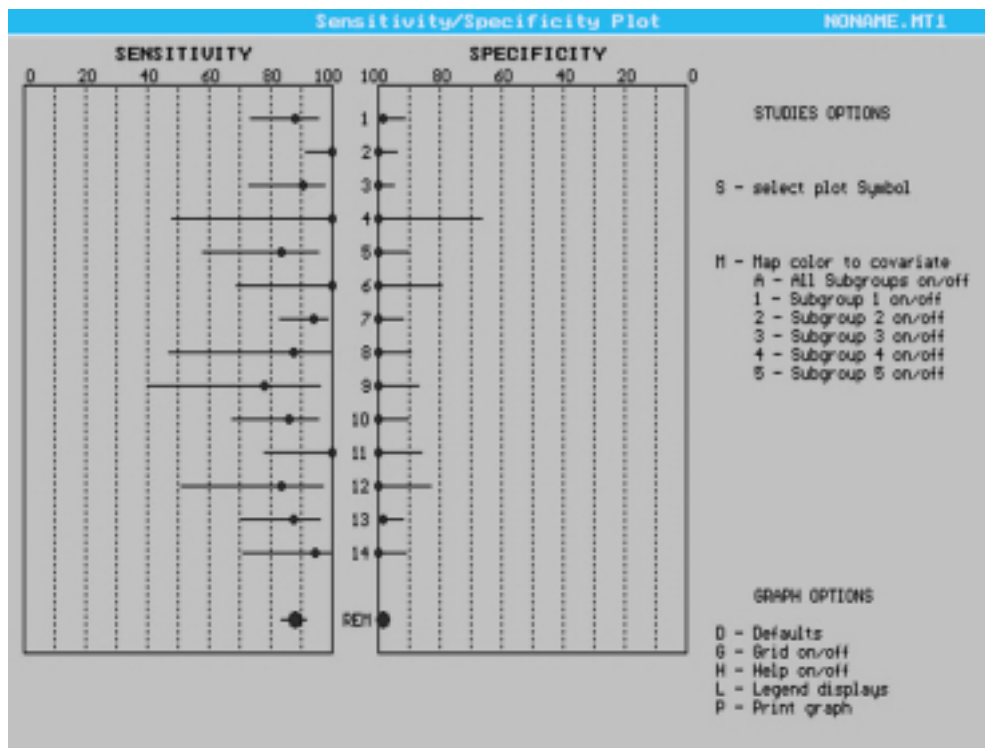 Sensitivity/Specificity Plot NONAME.MT1
SENSITIVITY SPECIFICITY
0 20 40 60 80 100 100 80 60 40 20 0
1
2
3
4
5
6
7
8
9
10
11
12
13
14
REM
STUDIES OPTIONS
S - select plot Symbol
M - Map color to covariate
A - All Subgroups on/off
1 - Subgroup 1 on/off
2 - Subgroup 2 on/off
3 - Subgroup 3 on/off
4 - Subgroup 4 on/off
5 - Subgroup 5 on/off
GRAPH OPTIONS
D - Defaults
G - Grid on/off
H - Help on/off
L - Legend displays
P - Print graph